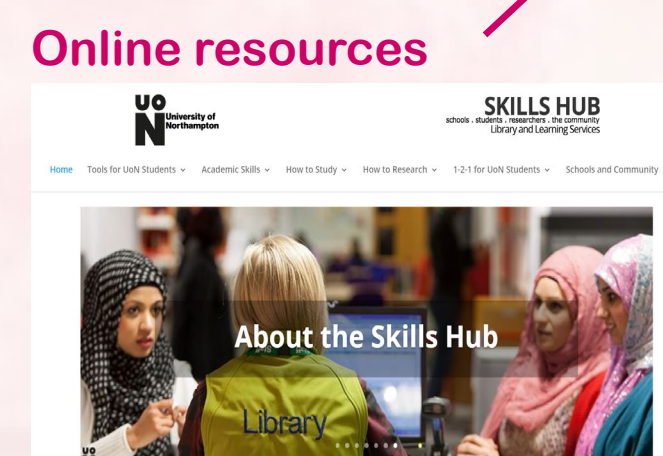 Online resources
UO
N University of
Northampton
SKILLS HUB
schools . students . researchers . the community
Library and Learning Services
Home Tools for UoN Students Academic Skills How to Study How to Research 1-2-1 for UoN Students Schools and Community
About the Skills Hub
Library
UO